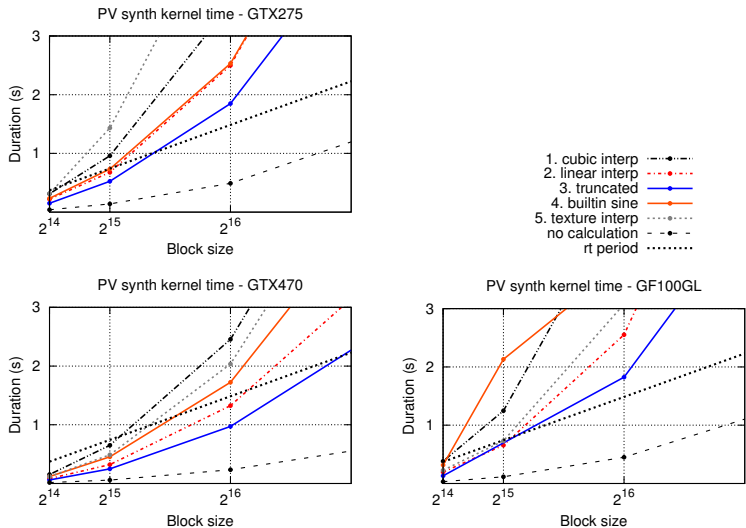 PV synth kernel time - GTX275
3
2
1
Duration (s)
2^14
2^15
2^16
Block size
1. cubic interp
2. linear interp
3. truncated
4. builtin sine
5. texture interp
no calculation
rt period
PV synth kernel time - GTX470
3
2
1
Duration (s)
2^14
2^15
2^16
Block size
PV synth kernel time - GF100GL
3
2
1
Duration (s)
2^14
2^15
2^16
Block size